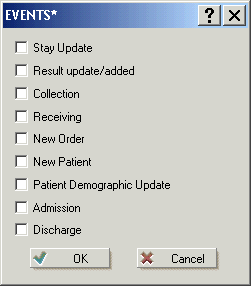 EVENTS*
Stay Update
Result update/added
Collection
Receiving
New Order
New Patient
Patient Demographic Update
Admission
Discharge
OK Cancel